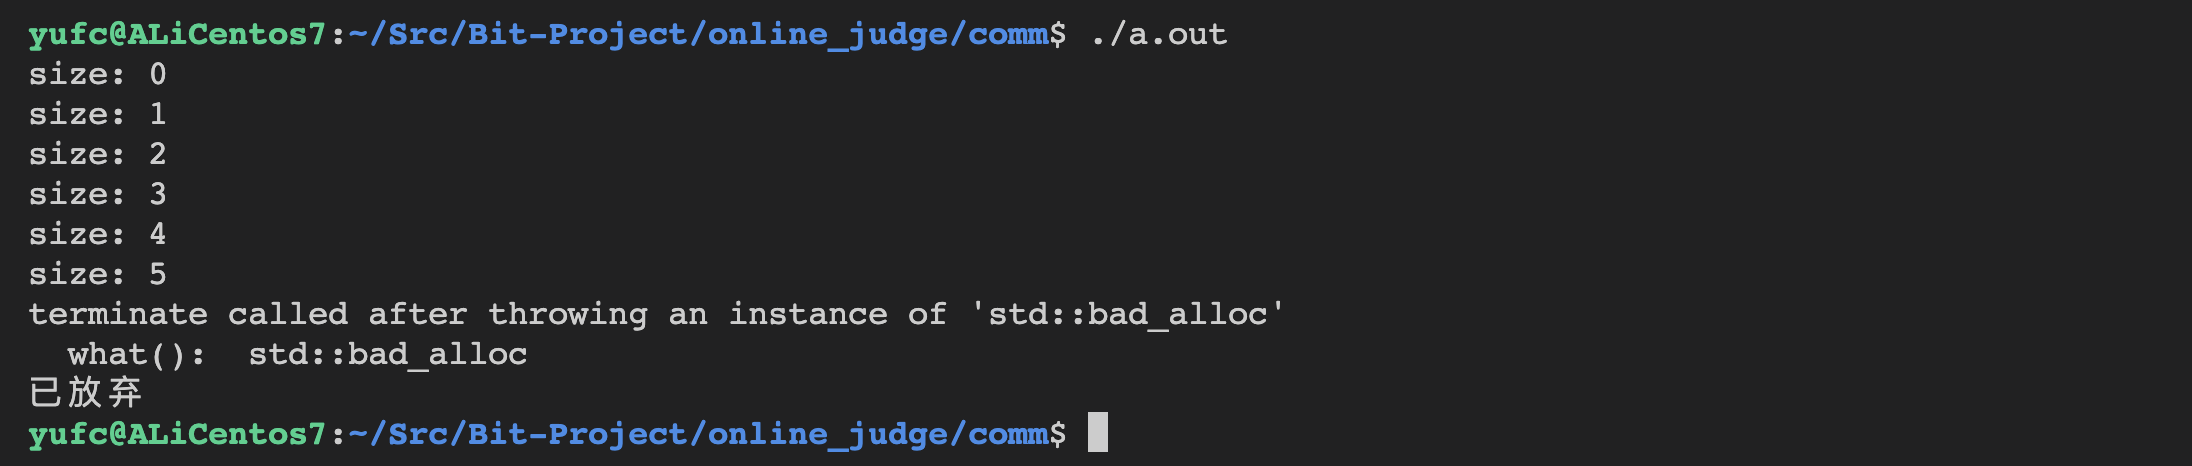 yufc@ALiCentos7:~/Src/Bit-Project/online_judge/comm$ ./a.out
size: 0
size: 1
size: 2
size: 3
size: 4
size: 5
terminate called after throwing an instance of 'std::bad_alloc'
  what():  std::bad_alloc
已放弃
yufc@ALiCentos7:~/Src/Bit-Project/online_judge/comm$